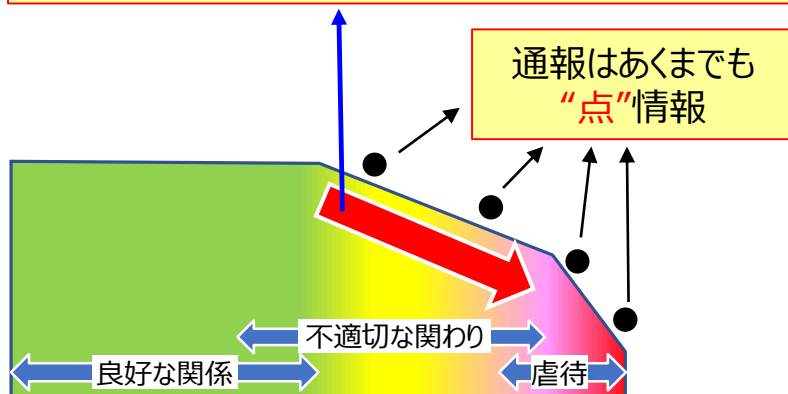 通報はあくまでも
“点”情報
不適切な関わり
良好な関係
虐待